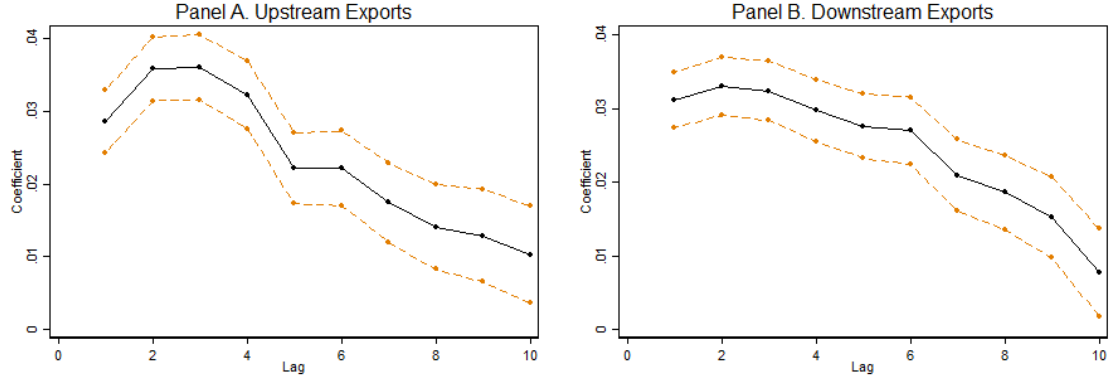 Panel A. Upstream Exports
Coefficient
.04
.03
.02
.01
0
0 2 4 6 8 10
Lag
Panel B. Downstream Exports
Coefficient
.04
.03
.02
.01
0
0 2 4 6 8 10
Lag